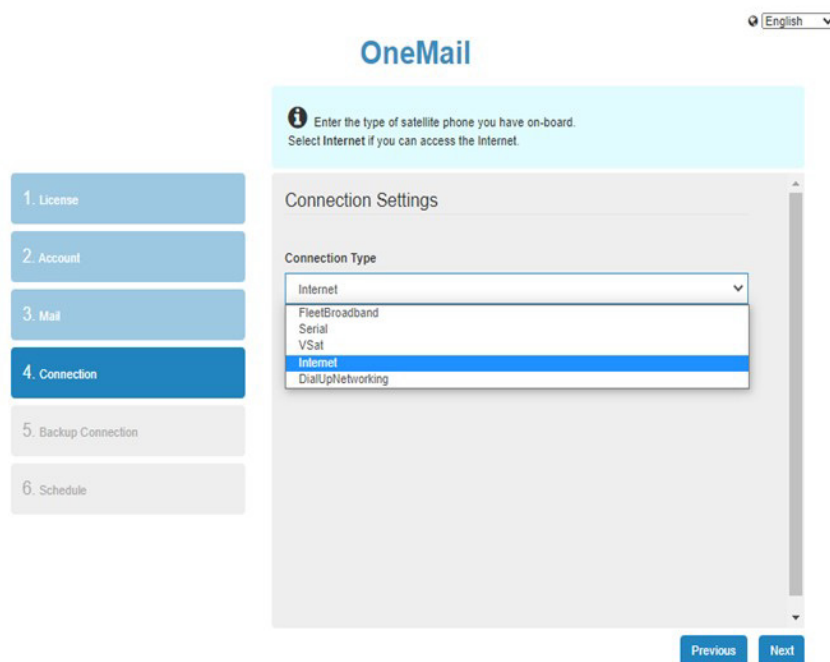 English
OneMail
Enter the type of satellite phone you have on-board.
Select Internet if you can access the Internet.
1. License
2. Account
3. Mail
4. Connection
5. Backup Connection
6. Schedule
Connection Settings
Connection Type
Internet
FleetBroadband
Serial
VSat
Internet
DialUpNetworking
Previous
Next